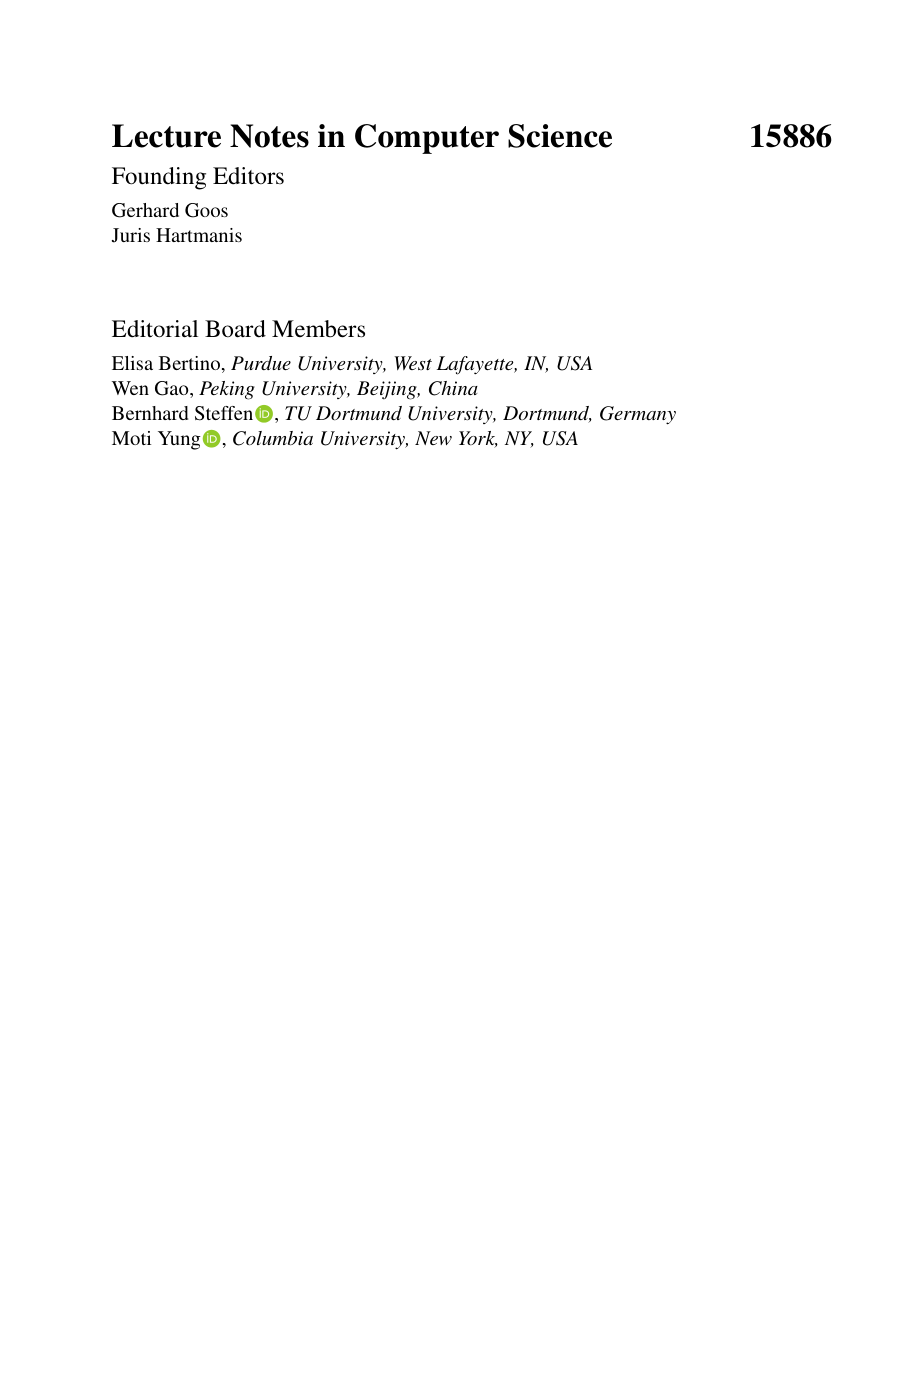 Lecture Notes in Computer Science 15886
Founding Editors
Gerhard Goos
Juris Hartmanis
Editorial Board Members
Elisa Bertino, Purdue University, West Lafayette, IN, USA
Wen Gao, Peking University, Beijing, China
Bernhard Steffen iD, TU Dortmund University, Dortmund, Germany
Moti Yung iD, Columbia University, New York, NY, USA